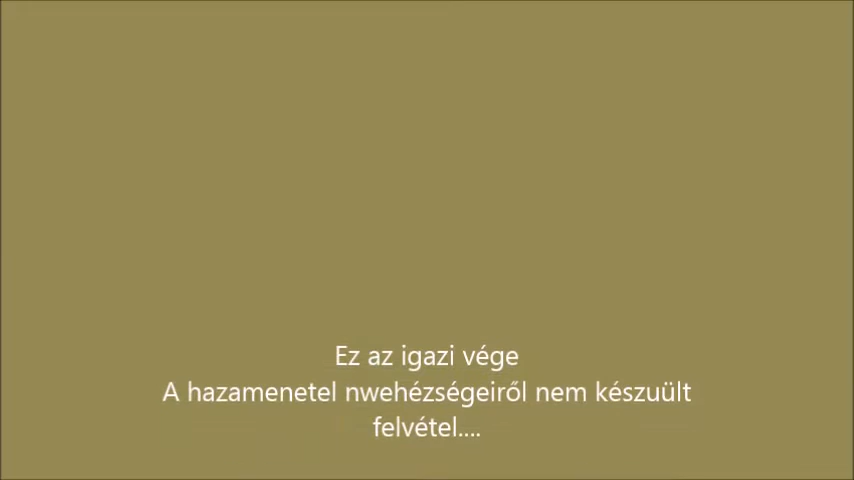 Ez az igazi vége
A hazamenetel nwehézségeiről nem készuült
felvétel....